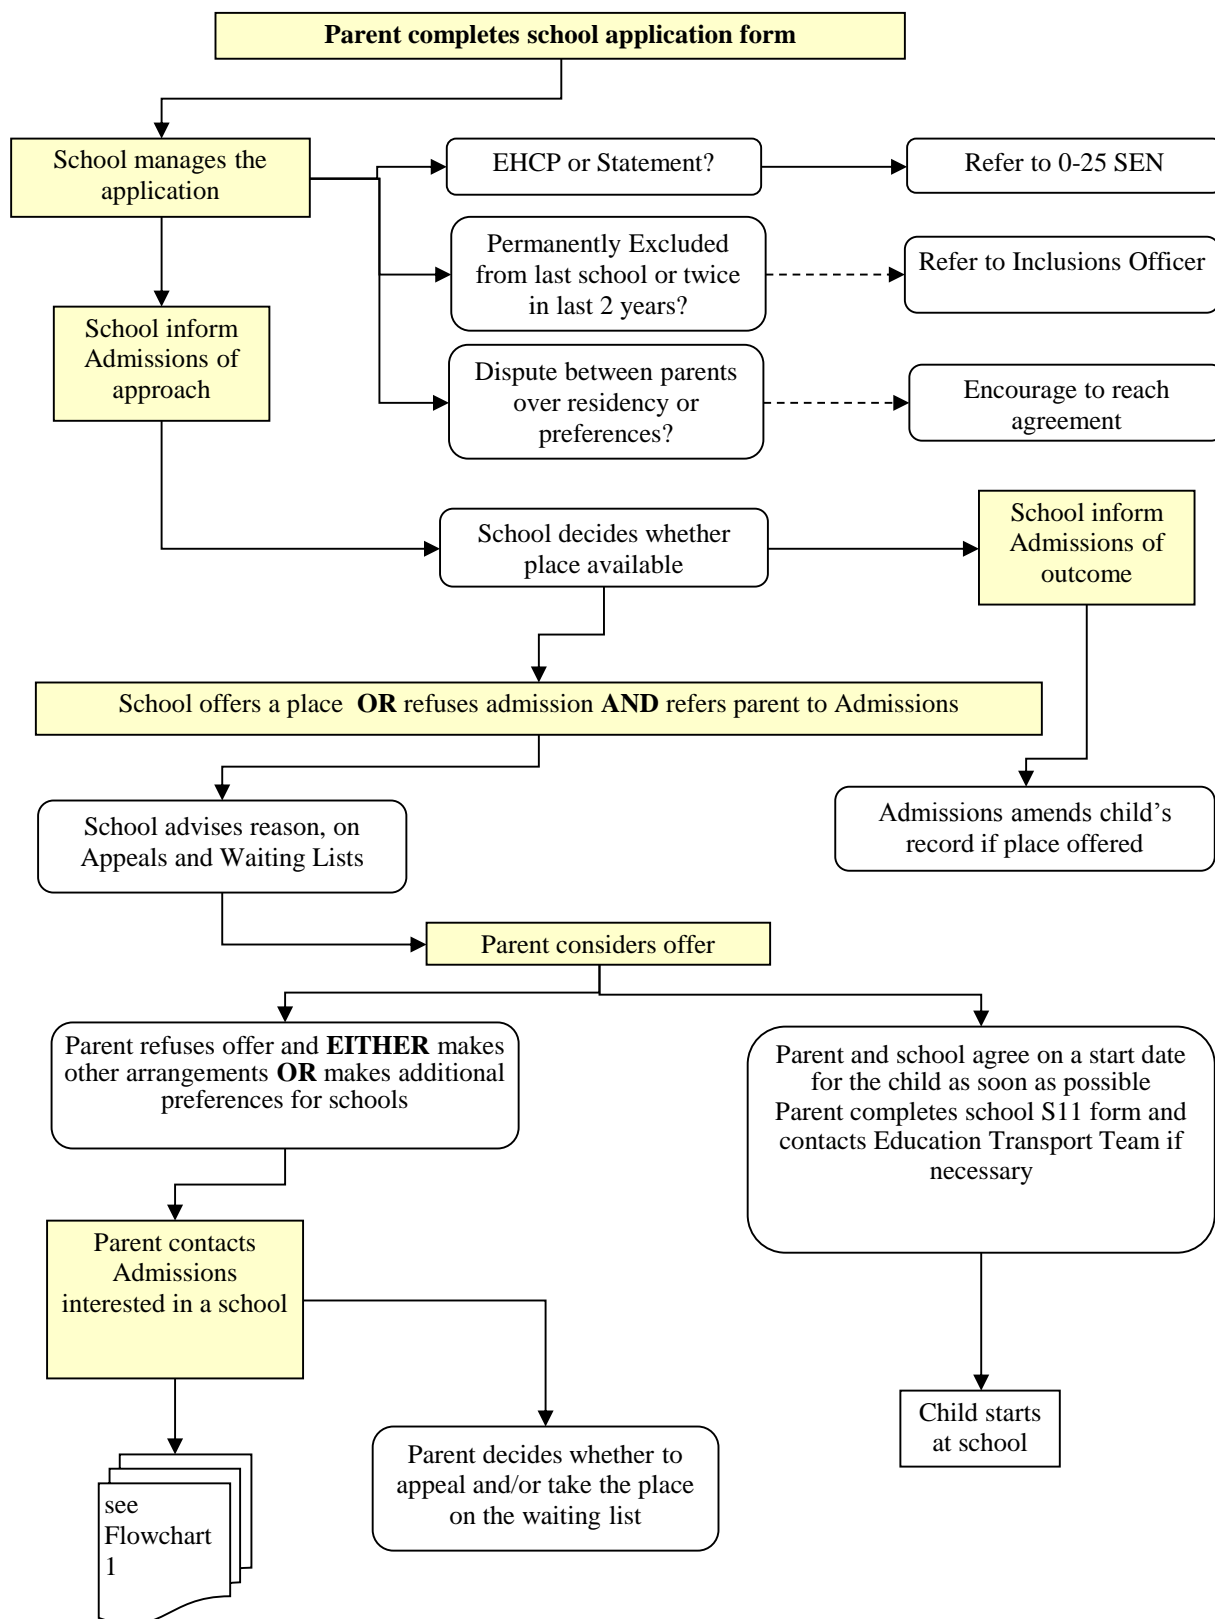 Parent completes school application form
School manages the
application
EHCP or Statement?
Refer to 0-25 SEN
Permanently Excluded
from last school or twice
in last 2 years?
Refer to Inclusions Officer
School inform
Admissions of
approach
Dispute between parents
over residency or
preferences?
Encourage to reach
agreement
School decides whether
place available
School inform
Admissions of
outcome
School offers a place OR refuses admission AND refers parent to Admissions
School advises reason, on
Appeals and Waiting Lists
Admissions amends child’s
record if place offered
Parent considers offer
Parent refuses offer and EITHER makes
other arrangements OR makes additional
preferences for schools
Parent and school agree on a start date
for the child as soon as possible
Parent completes school S11 form and
contacts Education Transport Team if
necessary
Parent contacts
Admissions
interested in a school
Child starts
at school
Parent decides whether to
appeal and/or take the place
on the waiting list
see
Flowchart
1